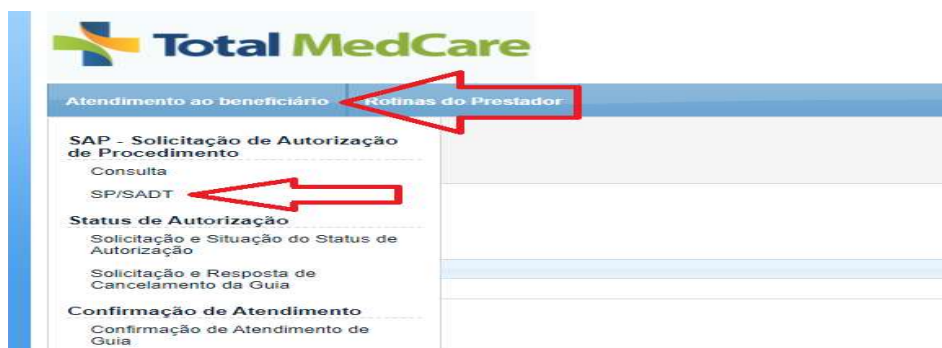 Total MedCare
Atendimento ao beneficiário Rotinas do Prestador
SAP - Solicitação de Autorização
de Procedimento
Consulta
SP/SADT
Status de Autorização
Solicitação e Situação do Status de
Autorização
Solicitação e Resposta de
Cancelamento da Guia
Confirmação de Atendimento
Confirmação de Atendimento de
Guia